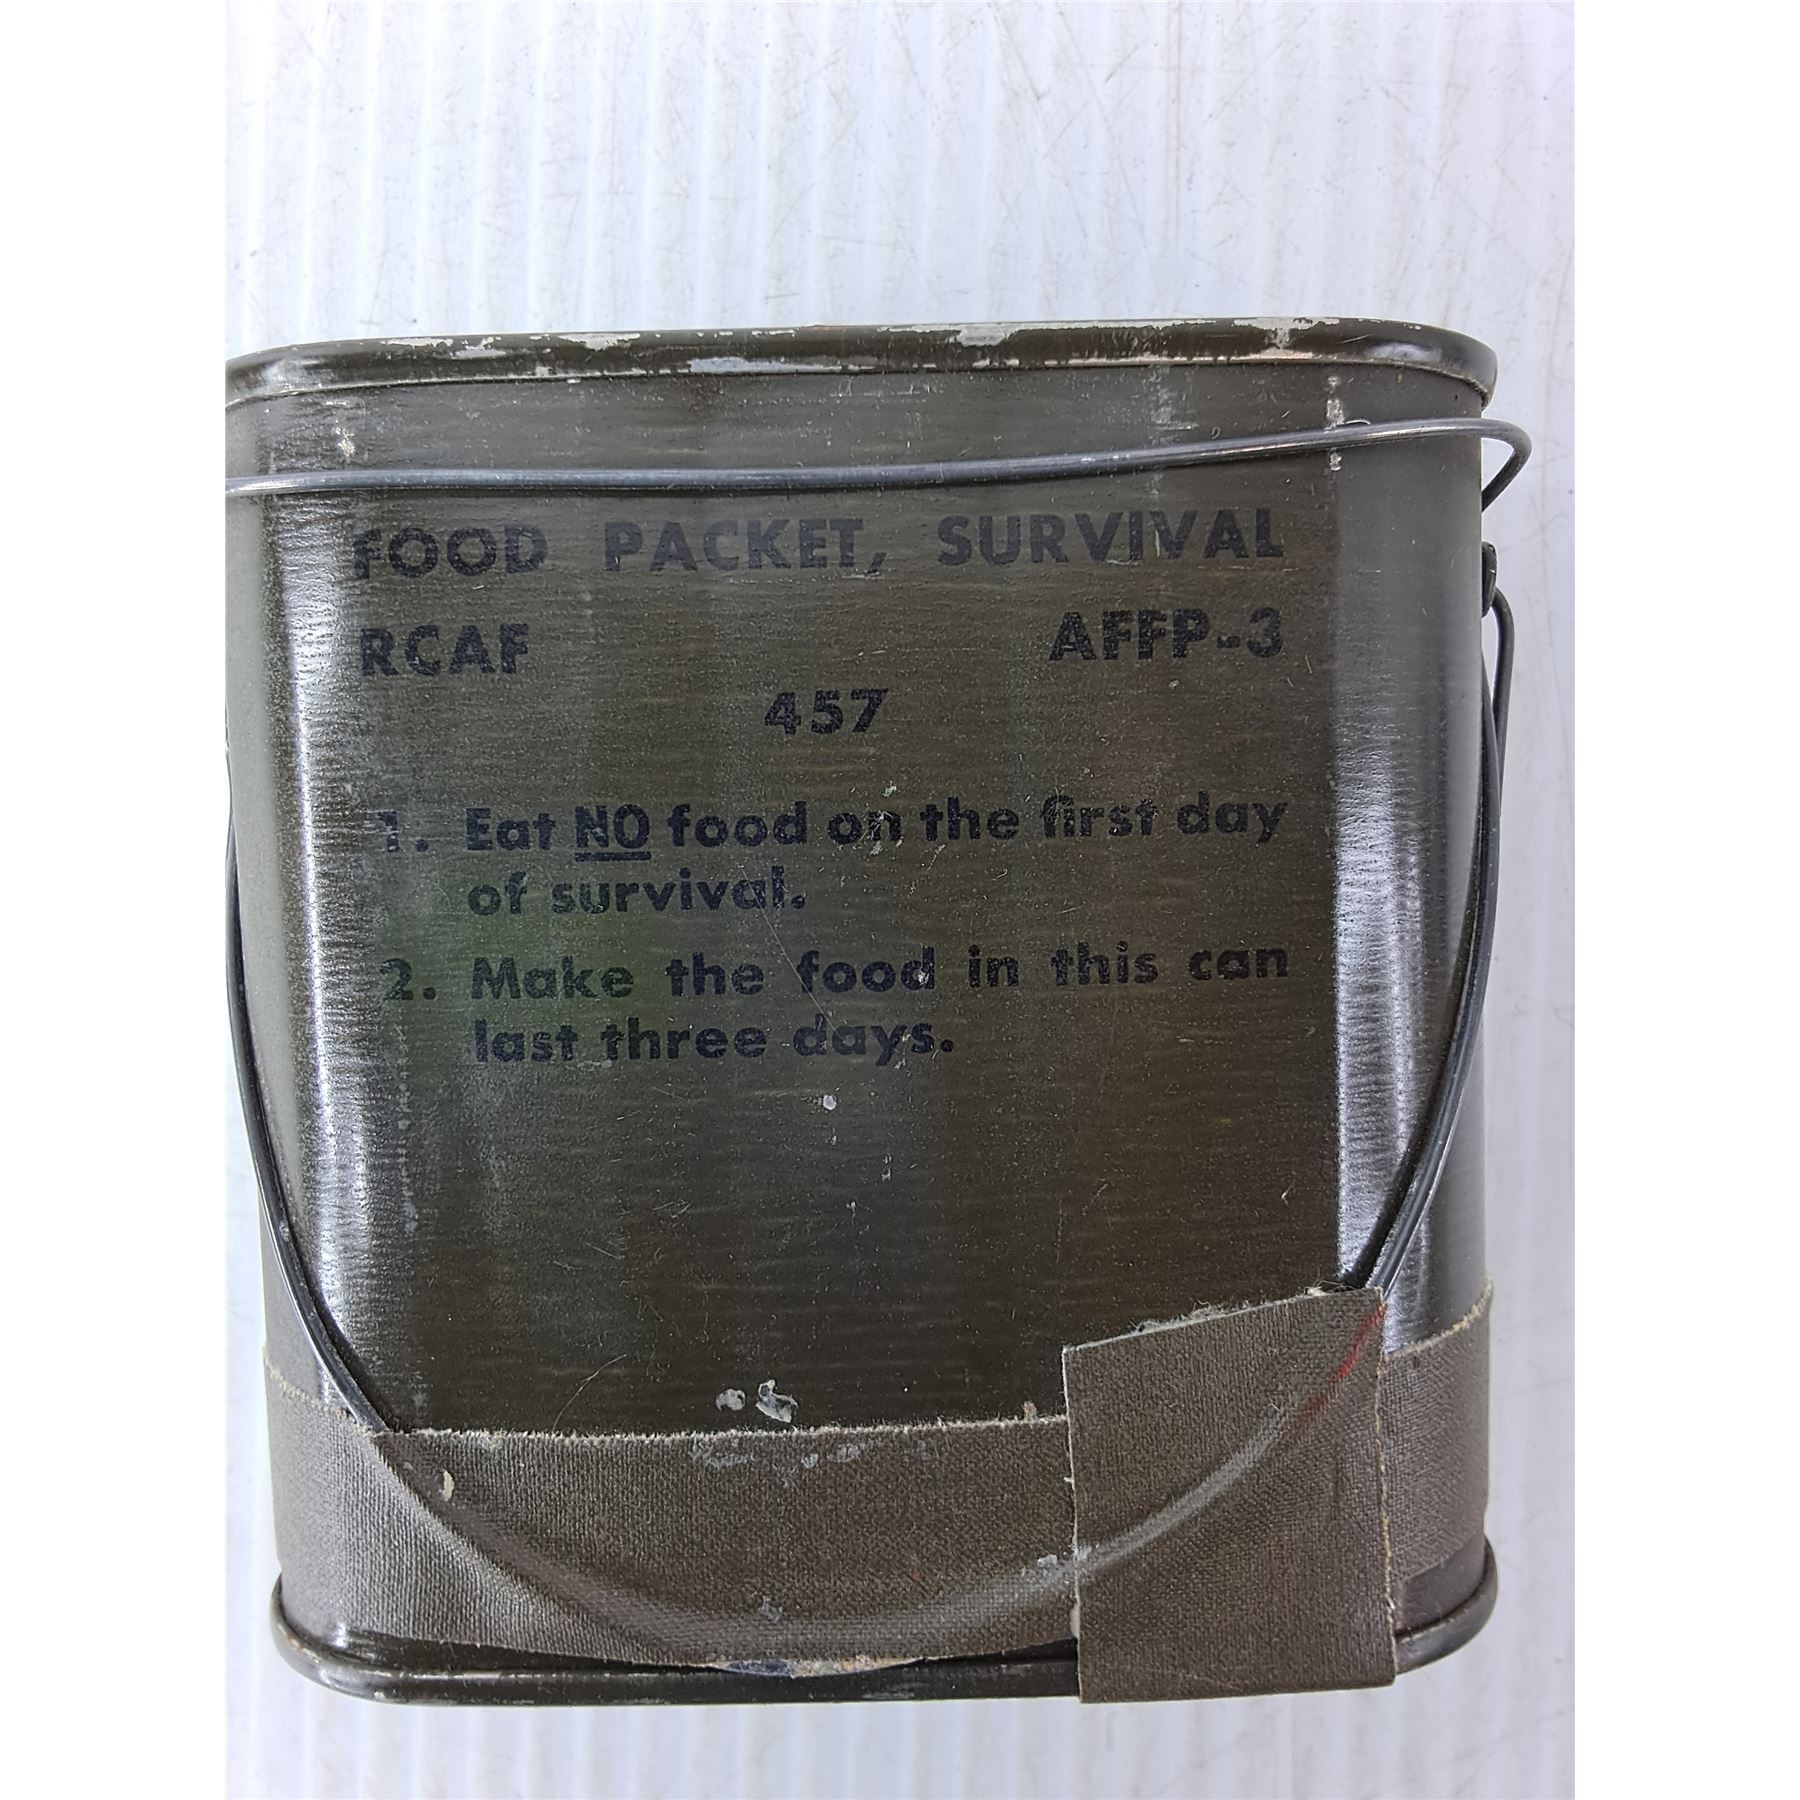 FOOD PACKET, SURVIVAL
RCAF AFFP-3
457
1. Eat NO food on the first day
of survival.
2. Make the food in this can
last three days.